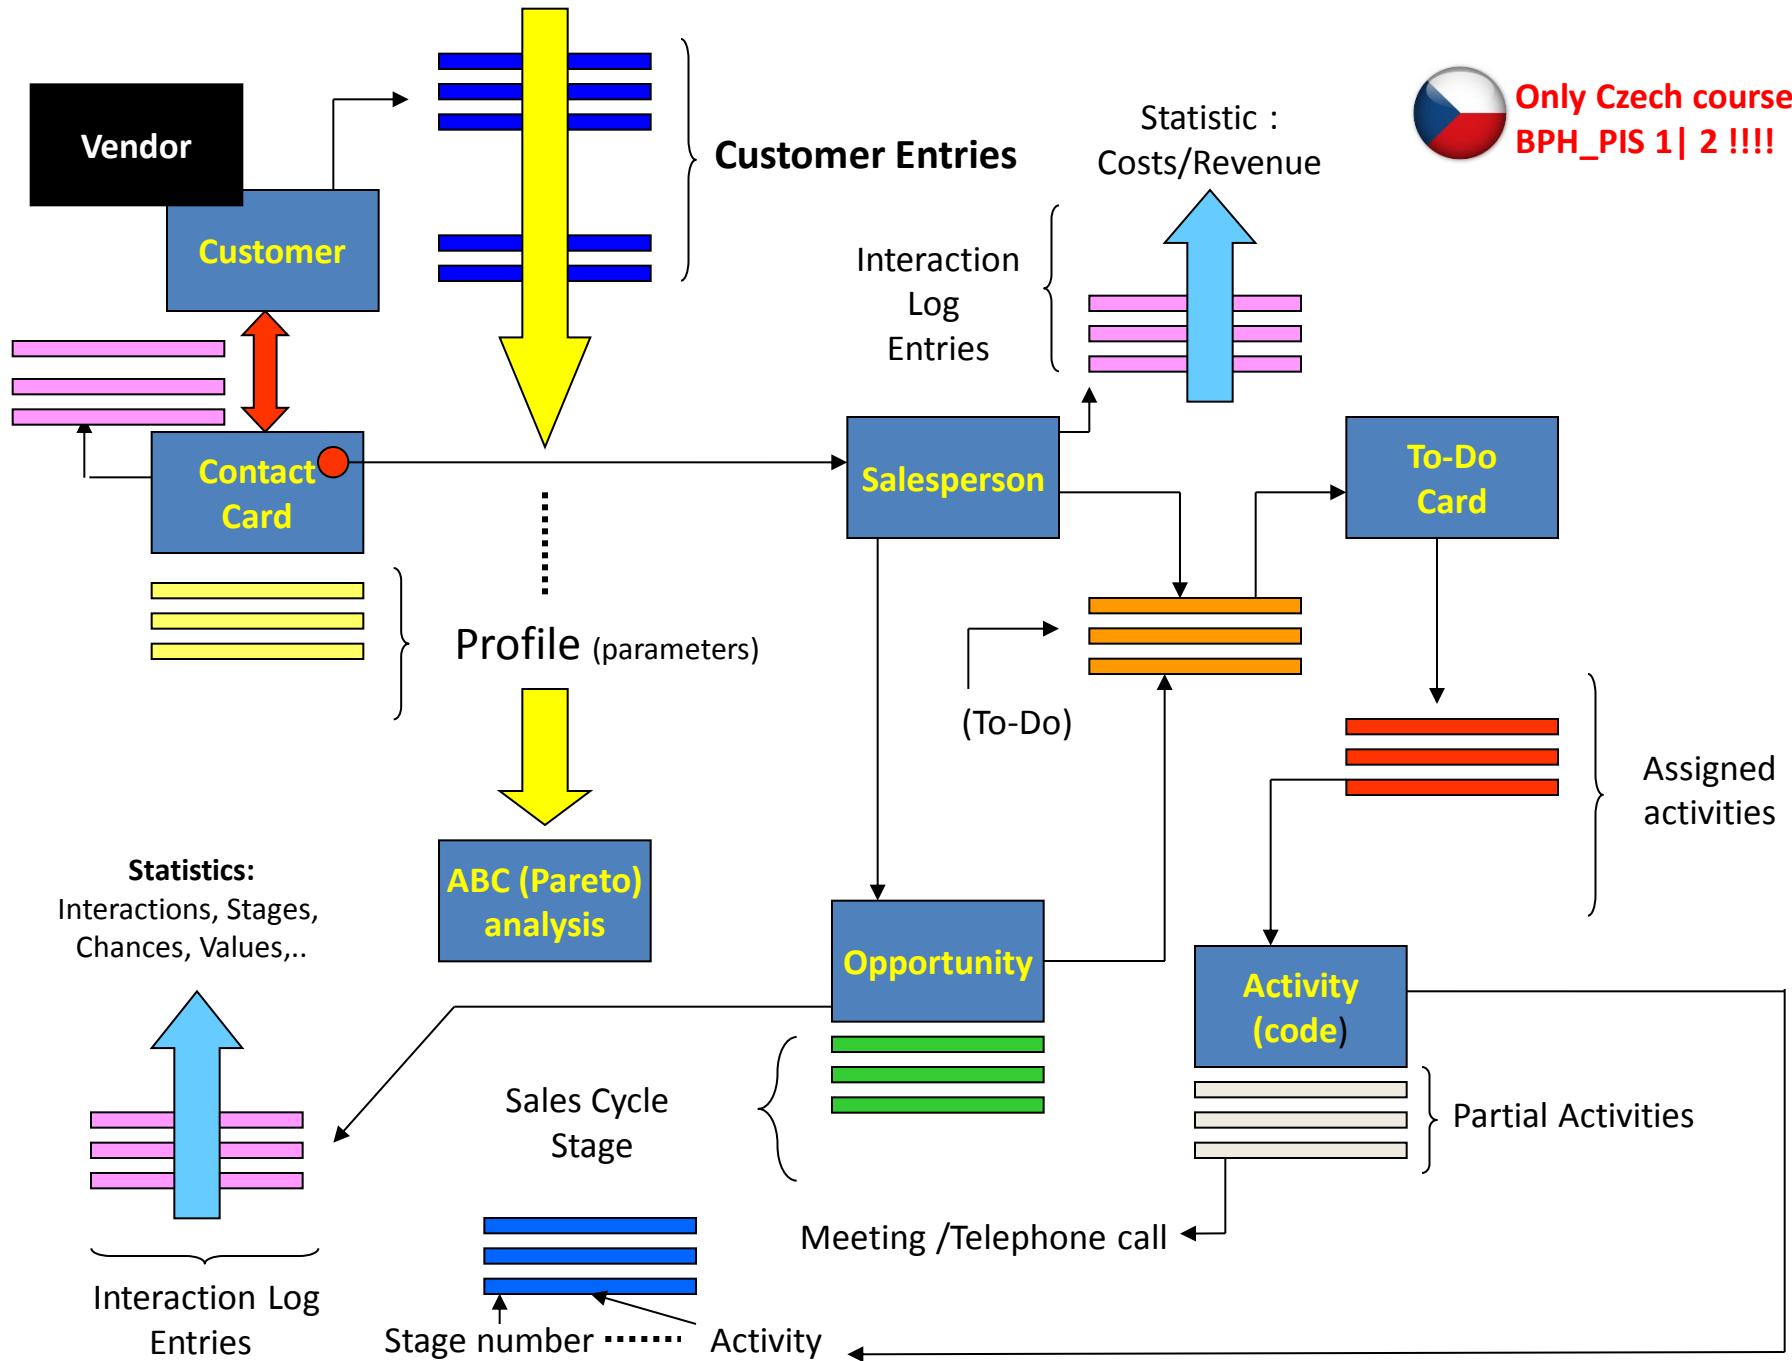 Only Czech course
BPH_PIS 1| 2 !!!!
Vendor
Customer Entries
Statistic :
Costs/Revenue
Customer
Interaction
Log
Entries
Contact
Card
Salesperson
To-Do
Card
Profile (parameters)
(To-Do)
Assigned
activities
Statistics:
Interactions, Stages,
Chances, Values,..
ABC (Pareto)
analysis
Opportunity
Activity
(code)
Sales Cycle
Stage
Partial Activities
Meeting /Telephone call
Interaction Log
Entries
Stage number
Activity